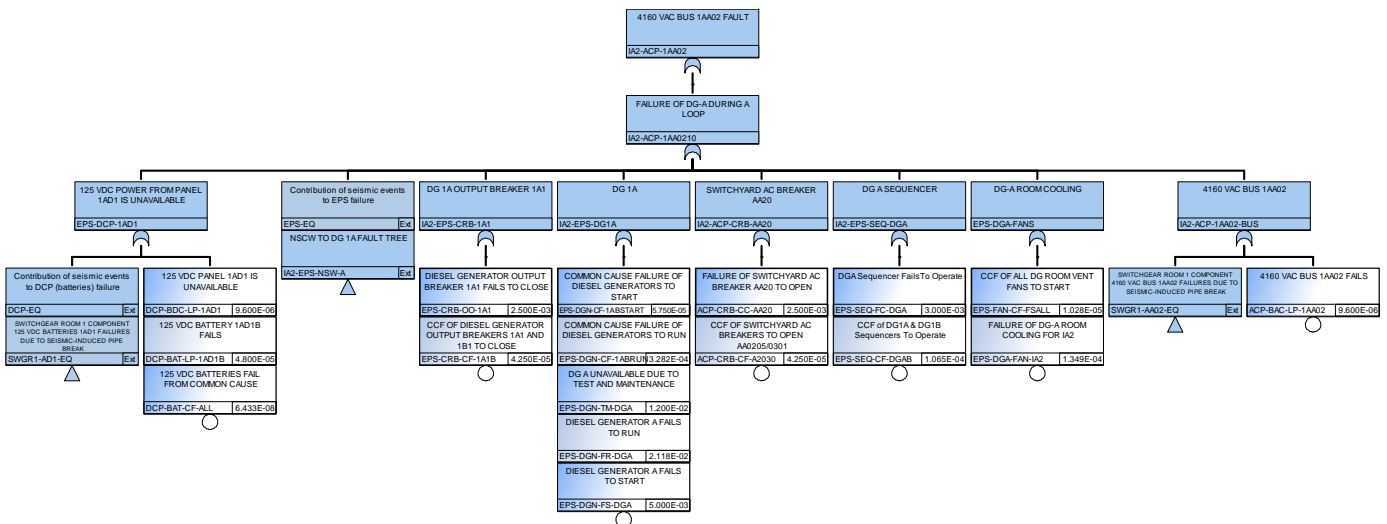 4160 VAC BUS 1AA02 FAULT
IA2-ACP-1AA02
FAILURE OF DG-A DURING A
LOOP
IA2-ACP-1AA0210
125 VDC POWER FROM PANEL
1AD1 IS UNAVAILABLE
EPS-DCP-1AD1
Contribution of seismic events
to EPS failure
EPS-EQ Ext
NSCW TO DG 1A FAULT TREE
IA2-EPS-NSW-A Ext
DG 1A OUTPUT BREAKER 1A1
IA2-EPS-CRB-1A1
DG 1A
IA2-EPS-DG1A
SWITCHYARD AC BREAKER
AA20
IA2-ACP-CRB-AA20
DG A SEQUENCER
IA2-EPS-SEQ-DGA
DG-A ROOM COOLING
EPS-DGA-FANS
4160 VAC BUS 1AA02
IA2-ACP-1AA02-BUS
Contribution of seismic events
to DCP (batteries) failure
DCP-EQ Ext
SWITCHGEAR ROOM 1 COMPONENT
125 VDC BATTERIES 1AD1 FAILURES
DUE TO SEISMIC-INDUCED PIPE
BREAK
SWGR1-AD1-EQ Ext
125 VDC PANEL 1AD1 IS
UNAVAILABLE
DCP-BDC-LP-1AD1 9.600E-06
125 VDC BATTERY 1AD1B
FAILS
DCP-BAT-LP-1AD1B 4.800E-05
125 VDC BATTERIES FAIL
FROM COMMON CAUSE
DCP-BAT-CF-ALL 6.433E-08
DIESEL GENERATOR OUTPUT
BREAKER 1A1 FAILS TO CLOSE
EPS-CRB-OO-1A1 2.500E-03
CCF OF DIESEL GENERATOR
OUTPUT BREAKERS 1A1 AND
1B1 TO CLOSE
EPS-CRB-CF-1A1B 4.250E-05
COMMON CAUSE FAILURE OF
DIESEL GENERATORS TO
START
EPS-DGN-CF-1ABSTART 5.750E-05
COMMON CAUSE FAILURE OF
DIESEL GENERATORS TO RUN
EPS-DGN-CF-1ABRUN 3.282E-04
DG A UNAVAILABLE DUE TO
TEST AND MAINTENANCE
EPS-DGN-TM-DGA 1.200E-02
DIESEL GENERATOR A FAILS
TO RUN
EPS-DGN-FR-DGA 2.118E-02
DIESEL GENERATOR A FAILS
TO START
EPS-DGN-FS-DGA 5.000E-03
FAILURE OF SWITCHYARD AC
BREAKER AA20 TO OPEN
ACP-CRB-CC-AA20 2.500E-03
CCF OF SWITCHYARD AC
BREAKERS TO OPEN
AA0205/0301
ACP-CRB-CF-A2030 4.250E-05
DGA Sequencer Fails To Operate
EPS-SEQ-FC-DGA 3.000E-03
CCF of DG1A & DG1B
Sequencers To Operate
EPS-SEQ-CF-DGAB 1.065E-04
CCF OF ALL DG ROOM VENT
FANS TO START
EPS-FAN-CF-FSALL 1.028E-05
FAILURE OF DG-A ROOM
COOLING FOR IA2
EPS-DGA-FAN-IA2 1.349E-04
SWITCHGEAR ROOM 1 COMPONENT
4160 VAC BUS 1AA02 FAILURES DUE TO
SEISMIC-INDUCED PIPE BREAK
SWGR1-AA02-EQ Ext
4160 VAC BUS 1AA02 FAILS
ACP-BAC-LP-1AA02 9.600E-06